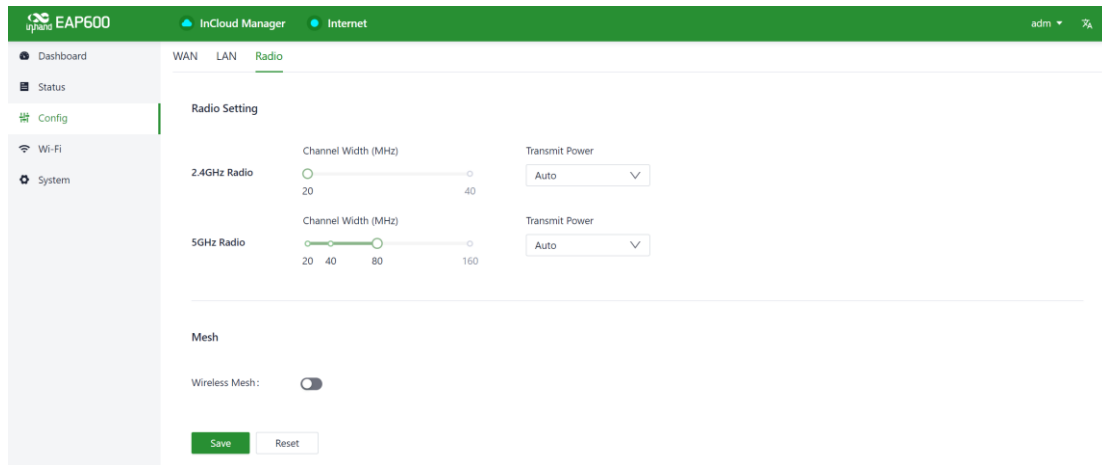 inhand EAP600
InCloud Manager
Internet
adm
Dashboard
Status
Config
Wi-Fi
System
WAN LAN Radio
Radio Setting
Channel Width (MHz) Transmit Power
2.4GHz Radio
Auto
20 40
Channel Width (MHz) Transmit Power
5GHz Radio
Auto
20 40 80 160
Mesh
Wireless Mesh:
Save Reset